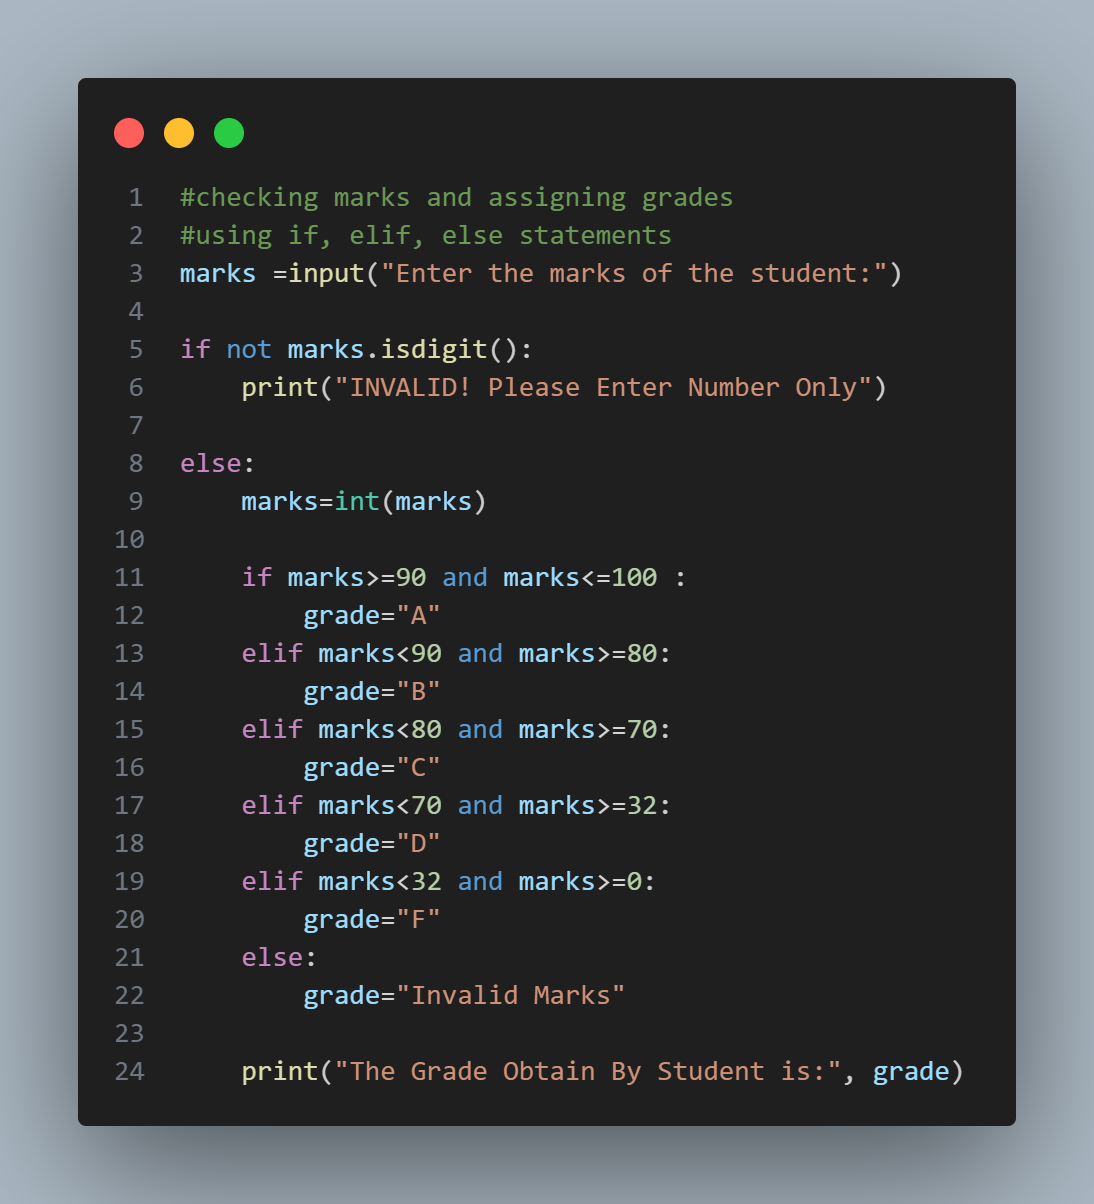 1 #checking marks and assigning grades
2 #using if, elif, else statements
3 marks =input("Enter the marks of the student:")
4
5 if not marks.isdigit():
6     print("INVALID! Please Enter Number Only")
7
8 else:
9     marks=int(marks)
10
11     if marks>=90 and marks<=100 :
12         grade="A"
13     elif marks<90 and marks>=80:
14         grade="B"
15     elif marks<80 and marks>=70:
16         grade="C"
17     elif marks<70 and marks>=32:
18         grade="D"
19     elif marks<32 and marks>=0:
20         grade="F"
21     else:
22         grade="Invalid Marks"
23
24     print("The Grade Obtain By Student is:", grade)